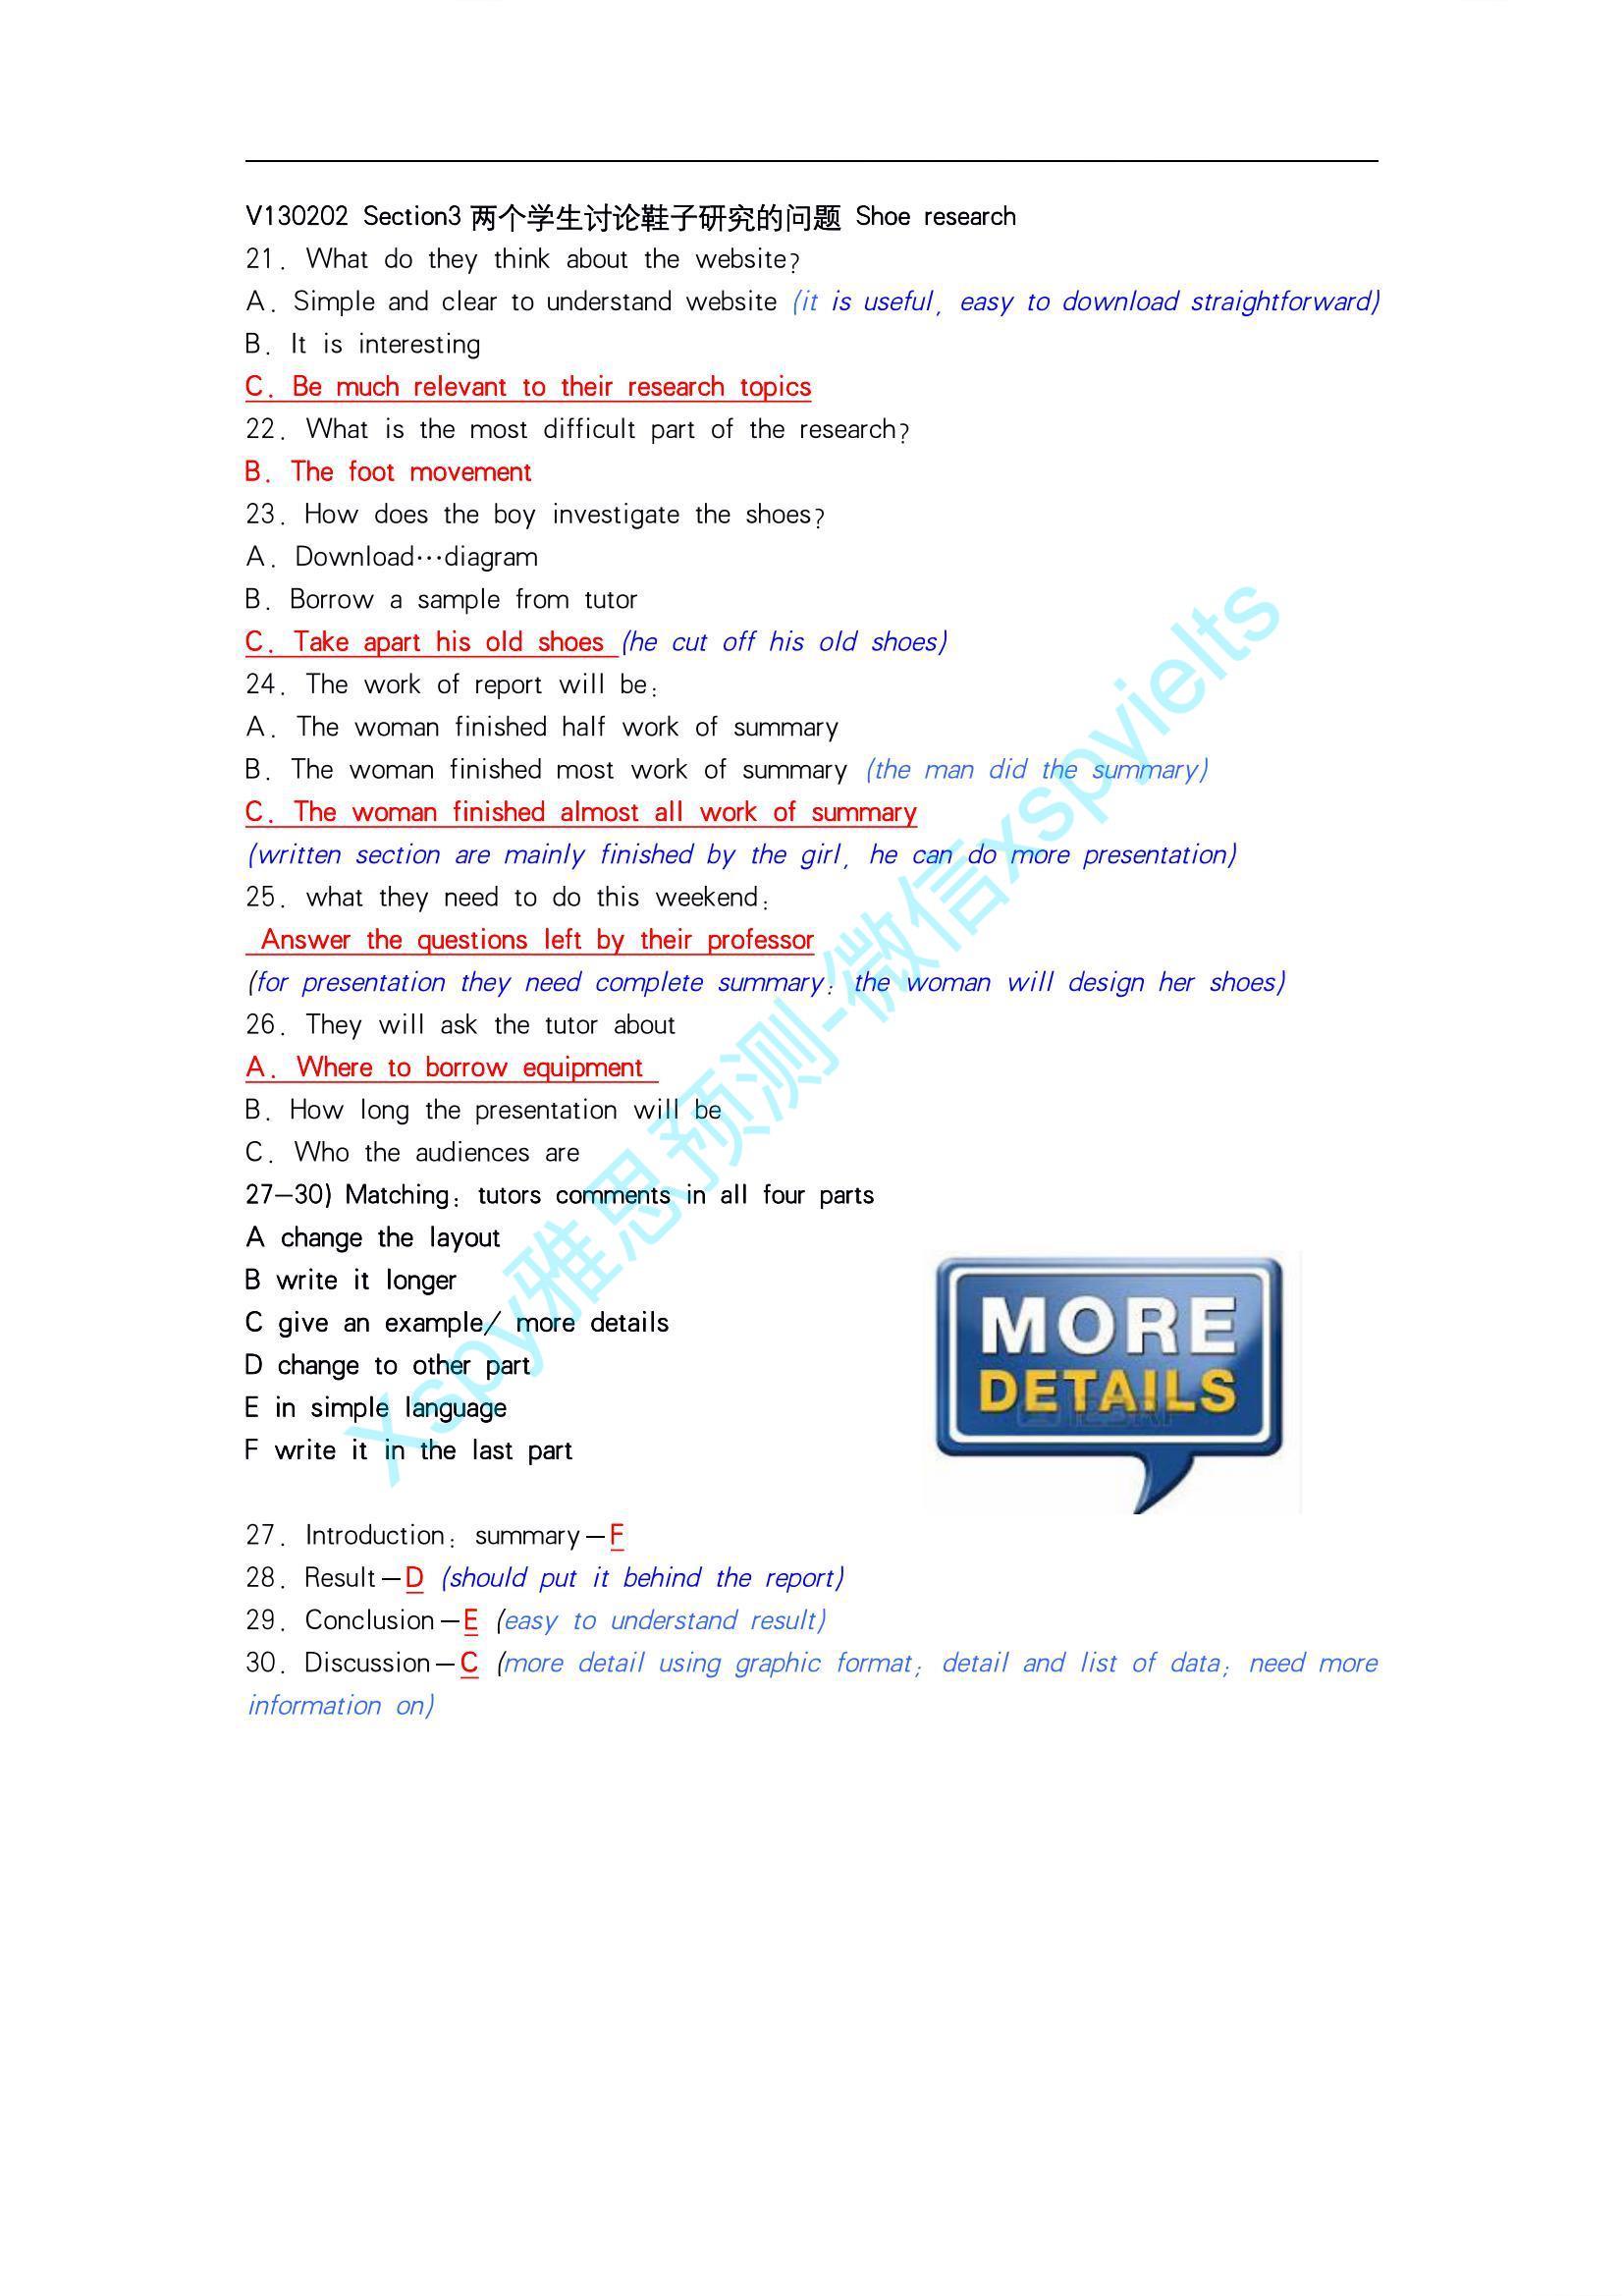 V130202 Section3 两个学生讨论鞋子研究的问题 Shoe research
21. What do they think about the website?
A. Simple and clear to understand website (it is useful, easy to download straightforward)
B. It is interesting
C. Be much relevant to their research topics
22. What is the most difficult part of the research?
B. The foot movement
23. How does the boy investigate the shoes?
A. Download…diagram
B. Borrow a sample from tutor
C. Take apart his old shoes (he cut off his old shoes)
24. The work of report will be:
A. The woman finished half work of summary
B. The woman finished most work of summary (the man did the summary)
C. The woman finished almost all work of summary
(written section are mainly finished by the girl, he can do more presentation)
25. what they need to do this weekend:
Answer the questions left by their professor
(for presentation they need complete summary; the woman will design her shoes)
26. They will ask the tutor about
A. Where to borrow equipment
B. How long the presentation will be
C. Who the audiences are
27—30) Matching: tutors comments in all four parts
A change the layout
B write it longer
C give an example/ more details
D change to other part
E in simple language
F write it in the last part
MORE
DETAILS
27. Introduction: summary—F
28. Result—D (should put it behind the report)
29. Conclusion—E (easy to understand result)
30. Discussion—C (more detail using graphic format; detail and list of data; need more
information on)
Xspy雅思预测-微信xspyielts